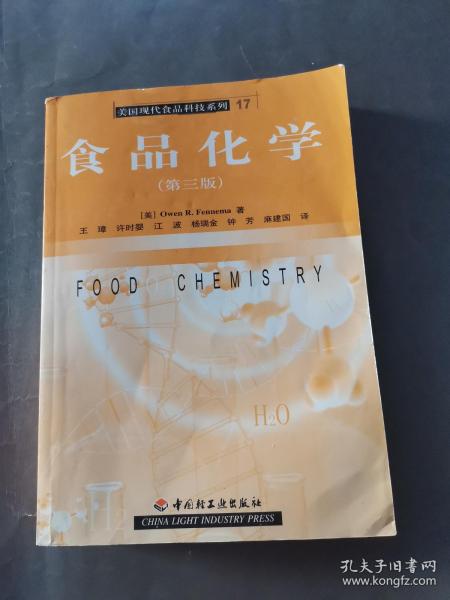 美国现代食品科技系列 17
食品化学
(第三版)
[美] Owen R. Fennema 著
王 璋 许时婴 江 波 杨瑞金 钟 芳 麻建国 译
FOOD CHEMISTRY
H2O
H2
中国轻工业出版社
CHINA LIGHT INDUSTRY PRESS
孔夫子旧书网
www.kongfz.com